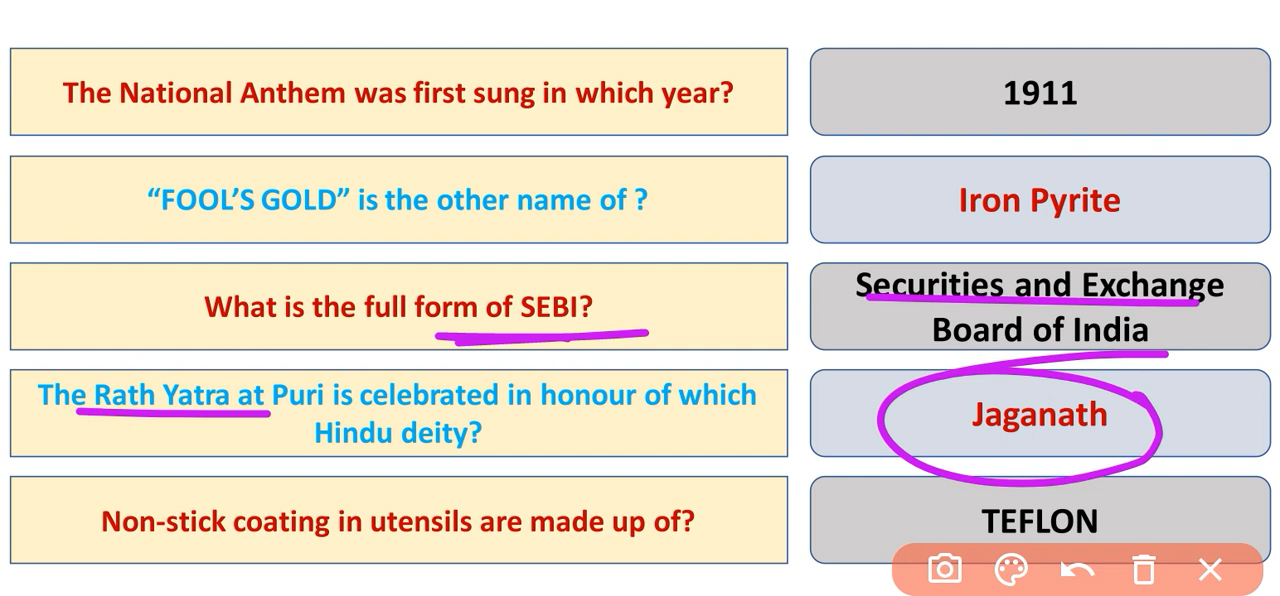 The National Anthem was first sung in which year?
1911
“FOOL’S GOLD” is the other name of ?
Iron Pyrite
What is the full form of SEBI?
Securities and Exchange
Board of India
The Rath Yatra at Puri is celebrated in honour of which
Hindu deity?
Jaganath
Non-stick coating in utensils are made up of?
TEFLON